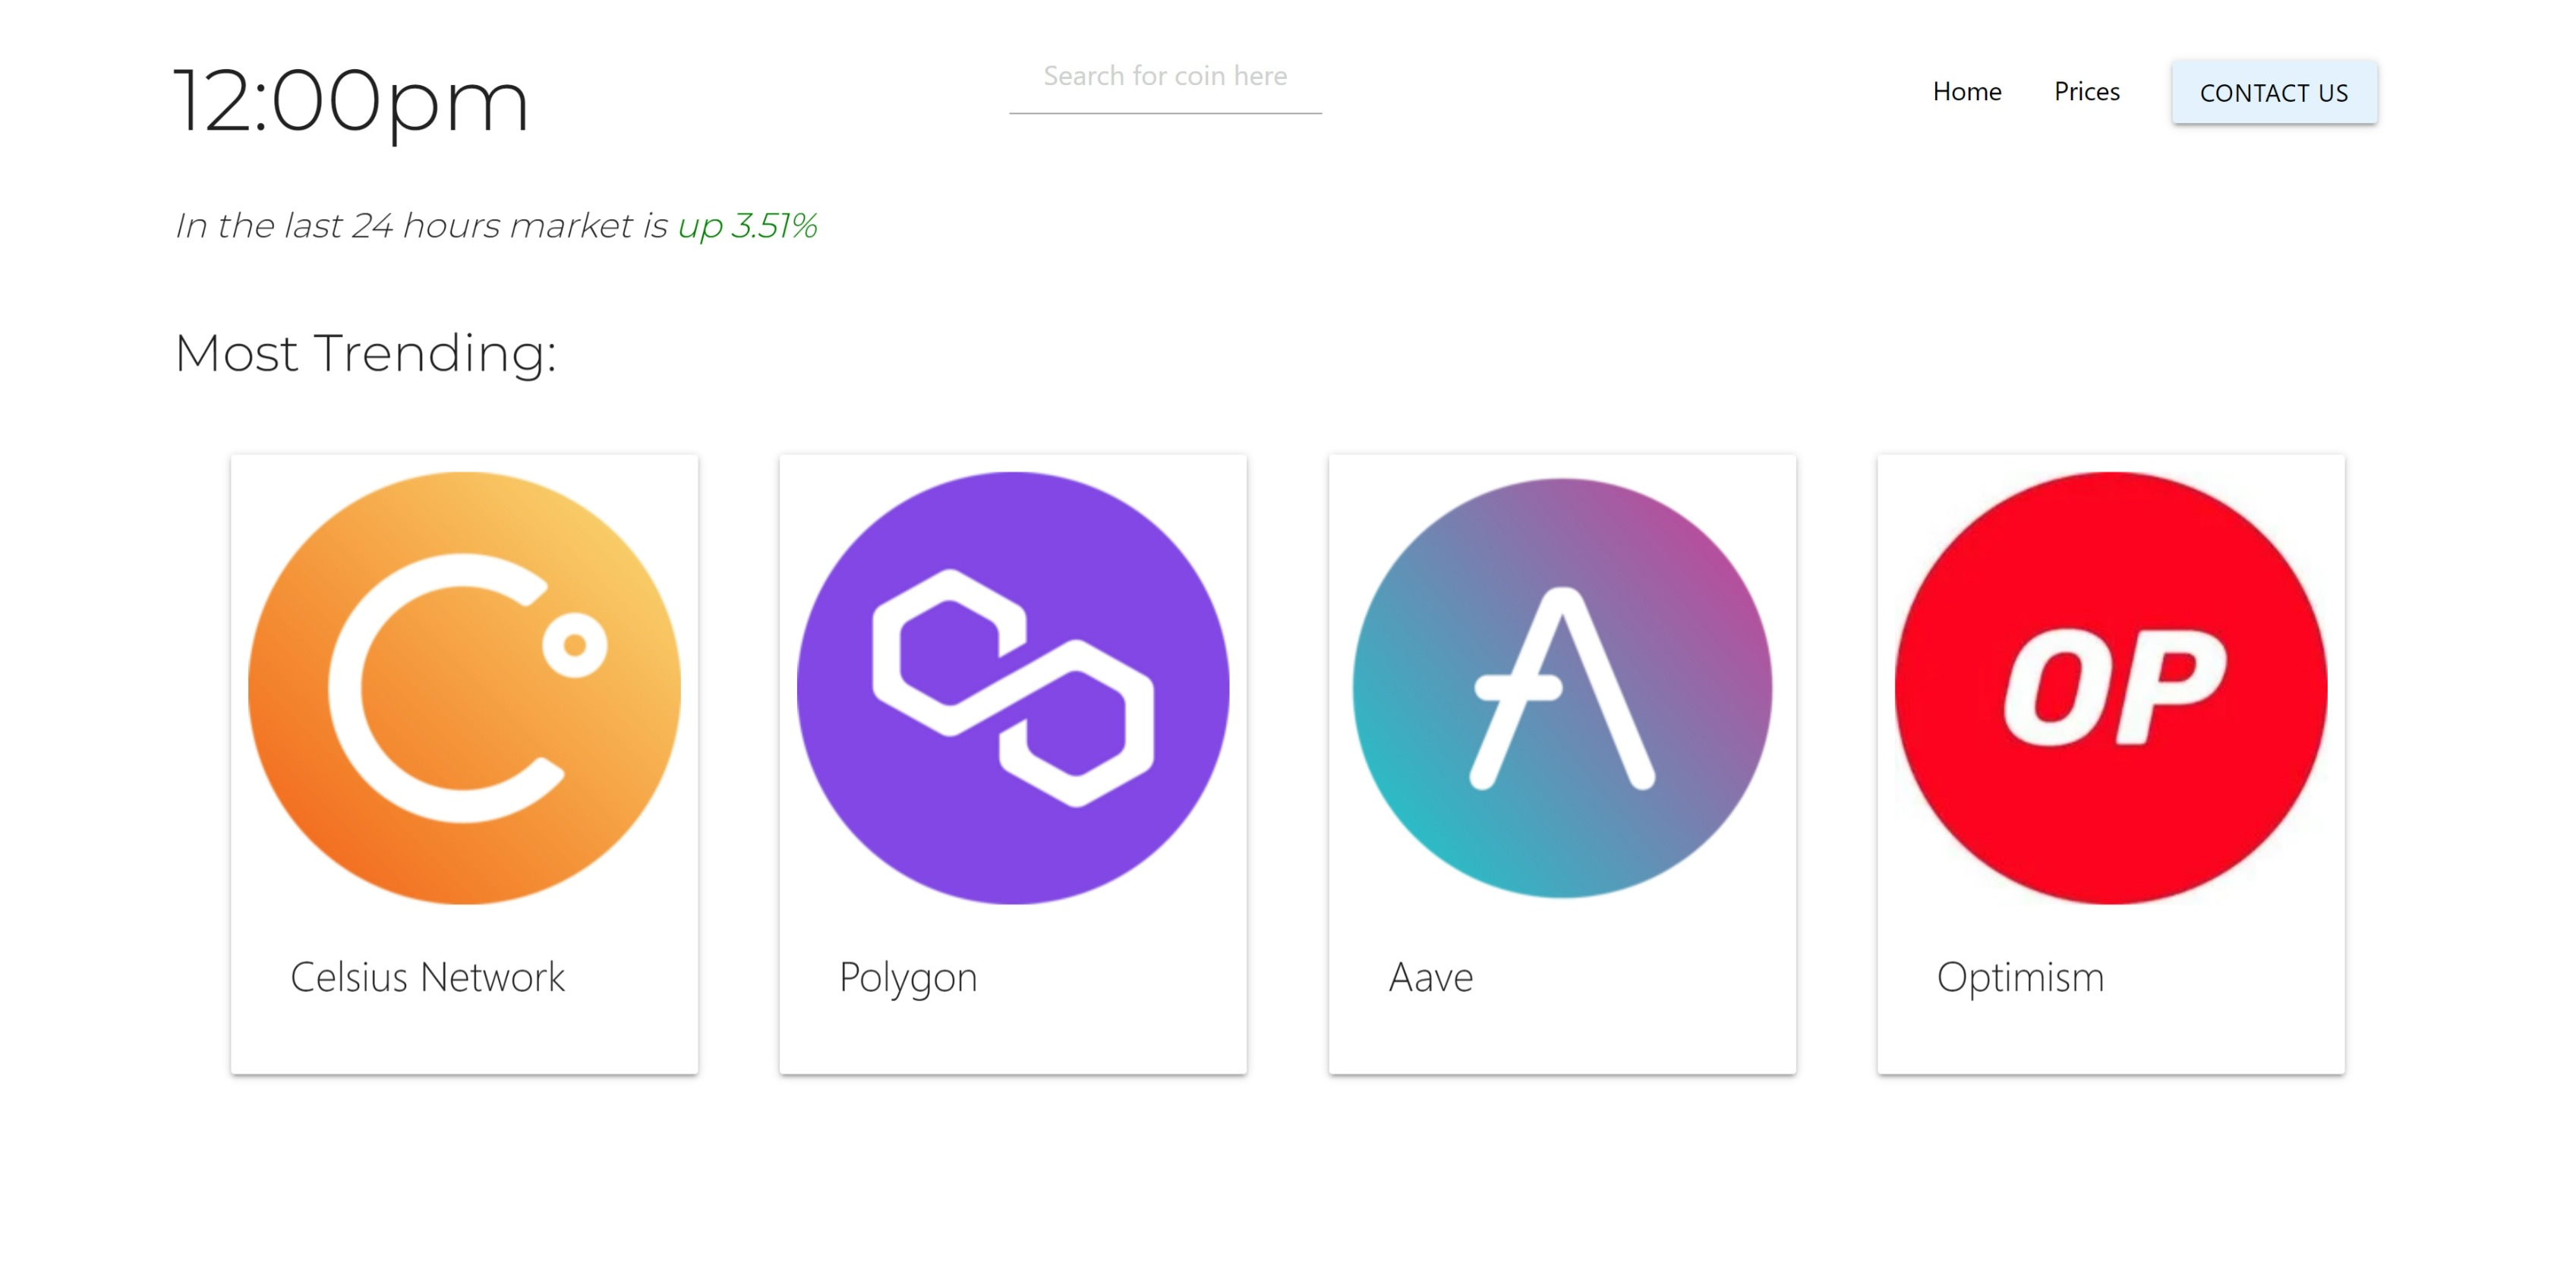 12:00pm
Search for coin here
Home
Prices
CONTACT US
In the last 24 hours market is up 3.51%
Most Trending:
OP
Celsius Network
Polygon
Aave
Optimism